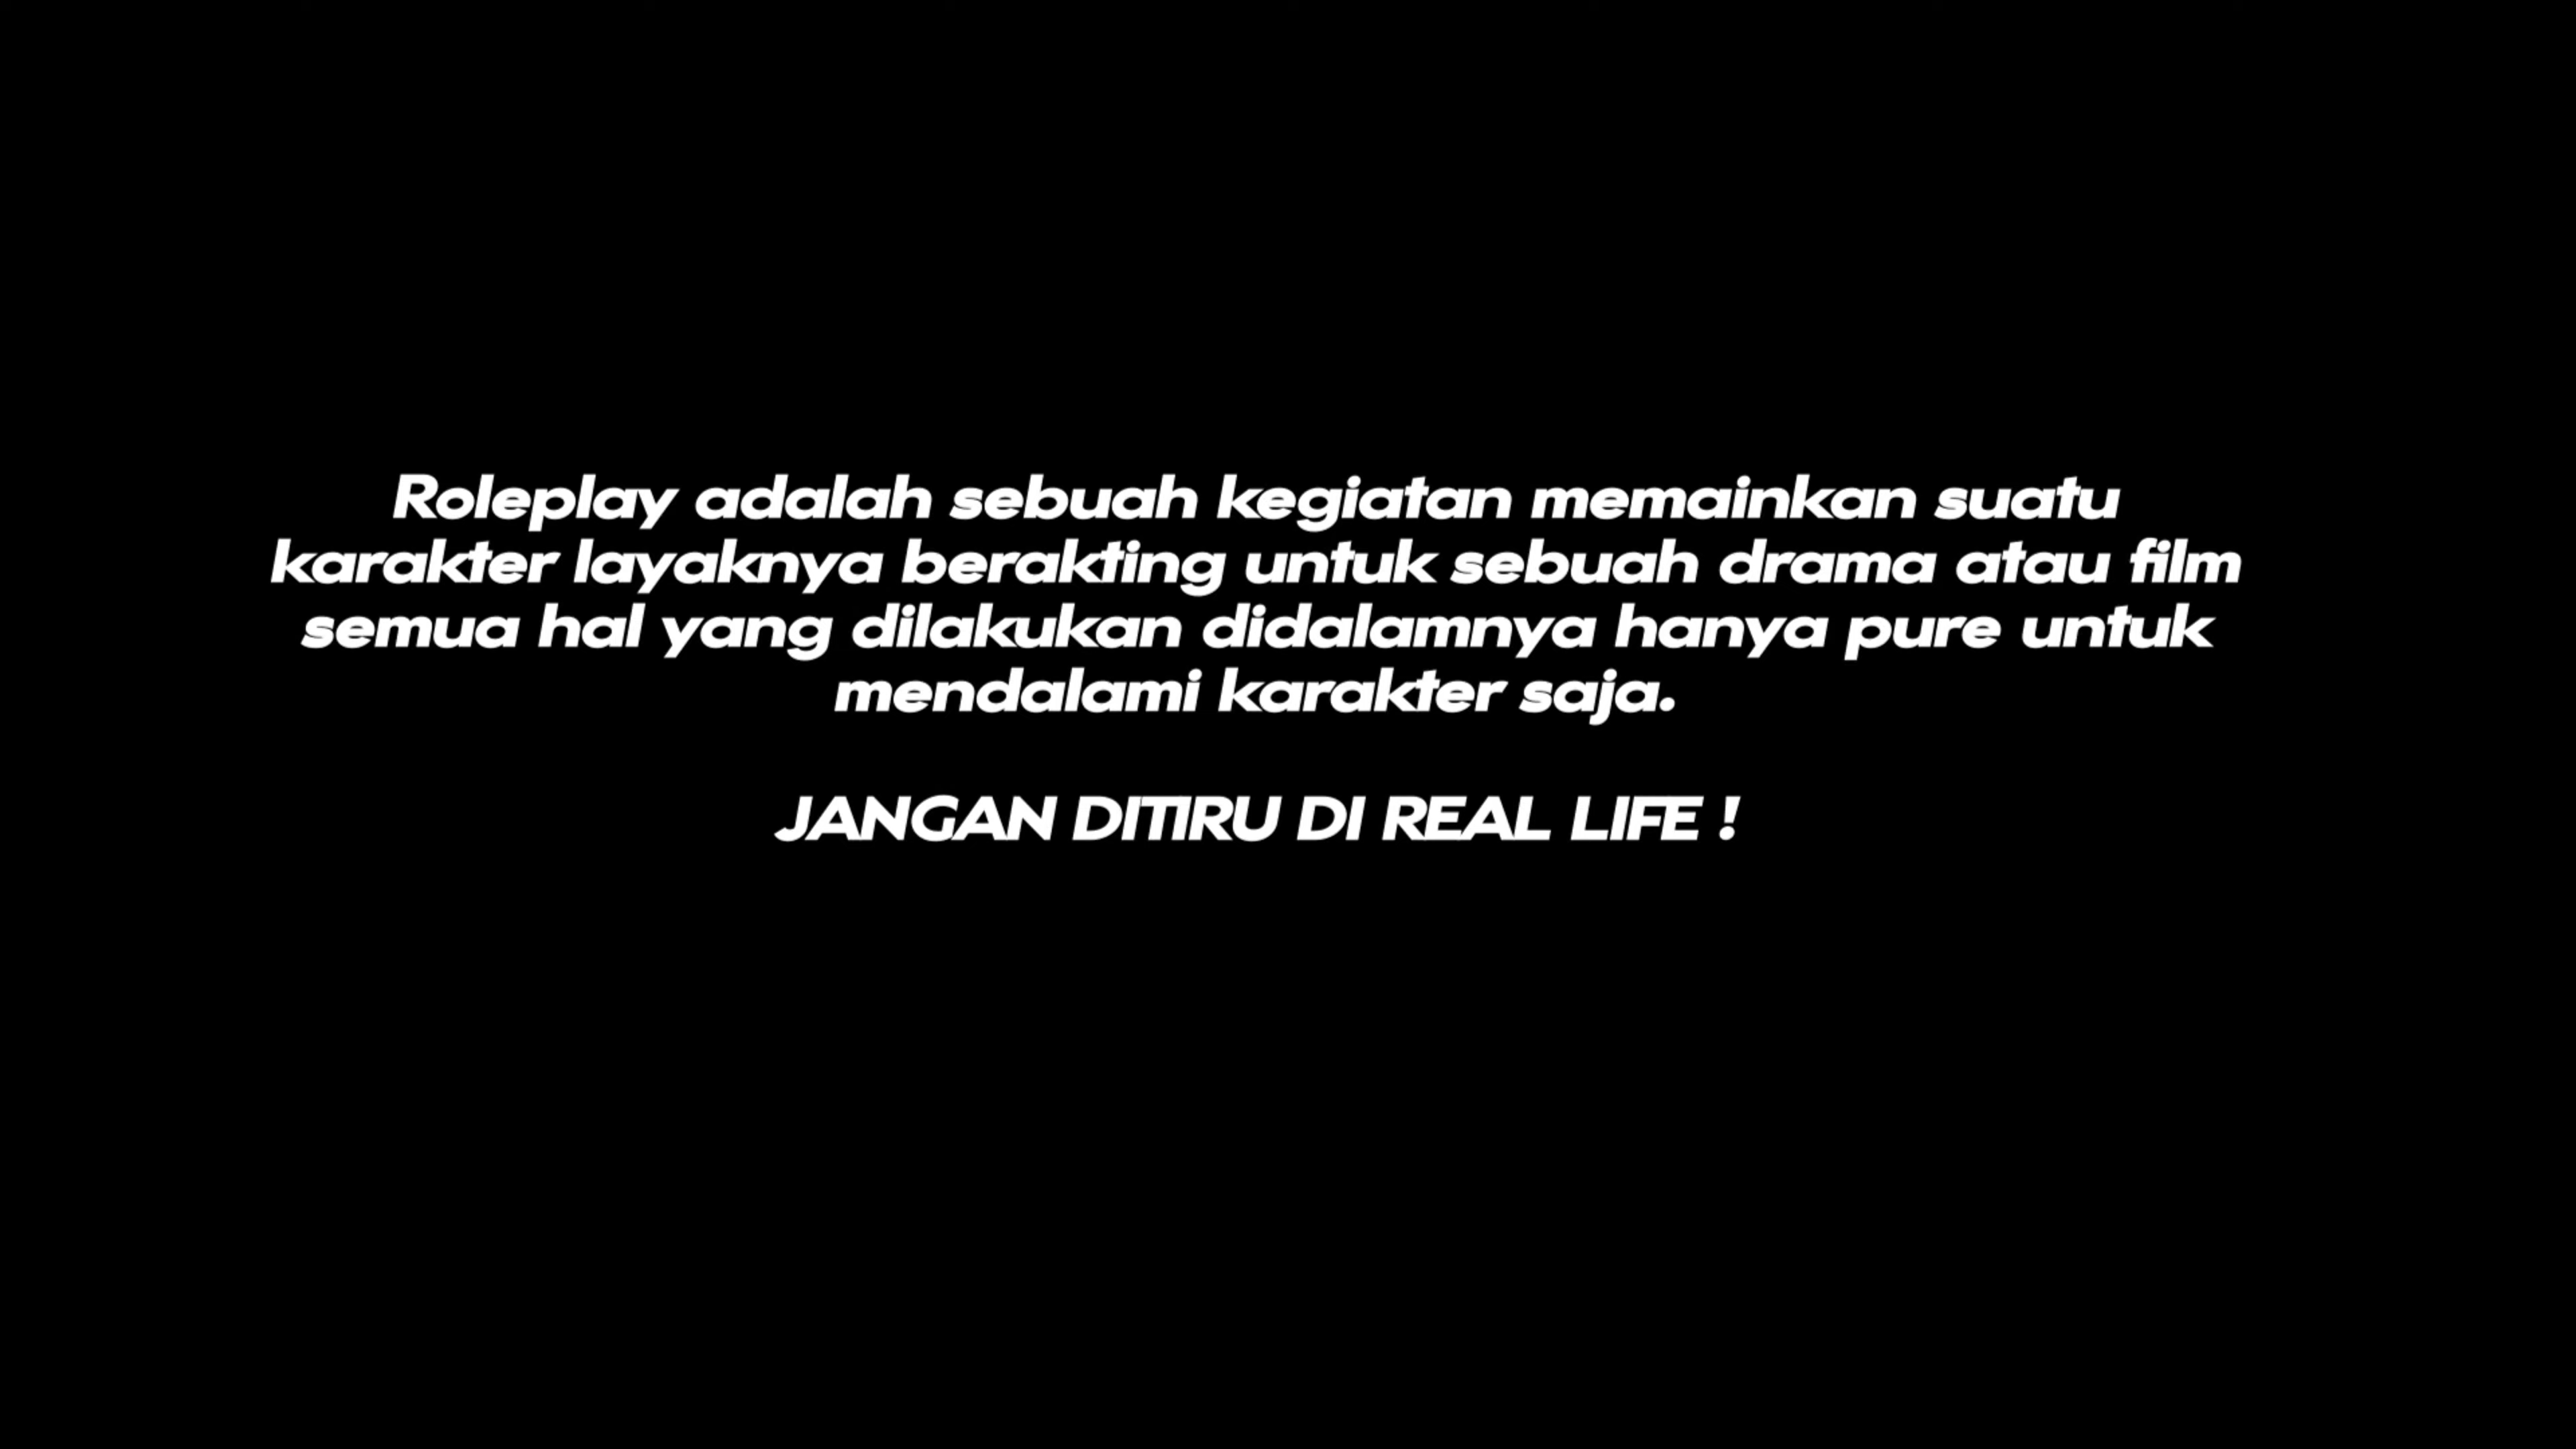 Roleplay adalah sebuah kegiatan memainkan suatu
karakter layaknya berakting untuk sebuah drama atau film
semua hal yang dilakukan didalamnya hanya pure untuk
mendalami karakter saja.
JANGAN DITIRU DI REAL LIFE !